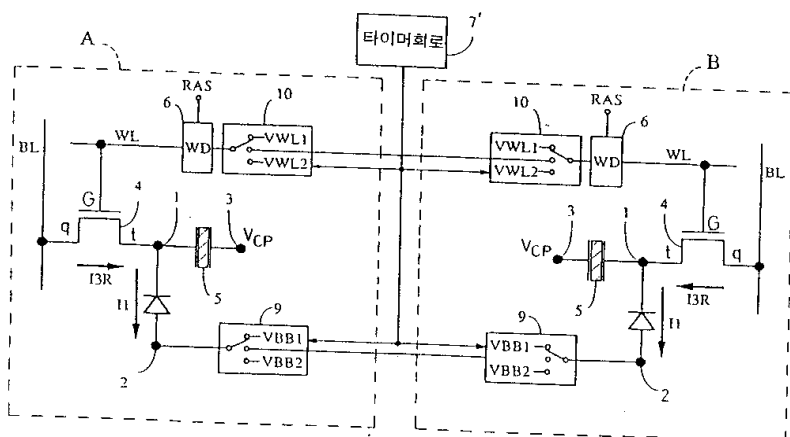 타이머회로
7'
A
B
RAS
6
10
WL
WD
VWL1
VWL2
BL
G
4
q
t
1
3
VCP
5
I3R
I1
9
VBB1
VBB2
2
10
RAS
6
VWL1
VWL2
WD
WL
BL
G
4
3
1
VCP
t
q
5
I3R
I1
9
VBB1
VBB2
2